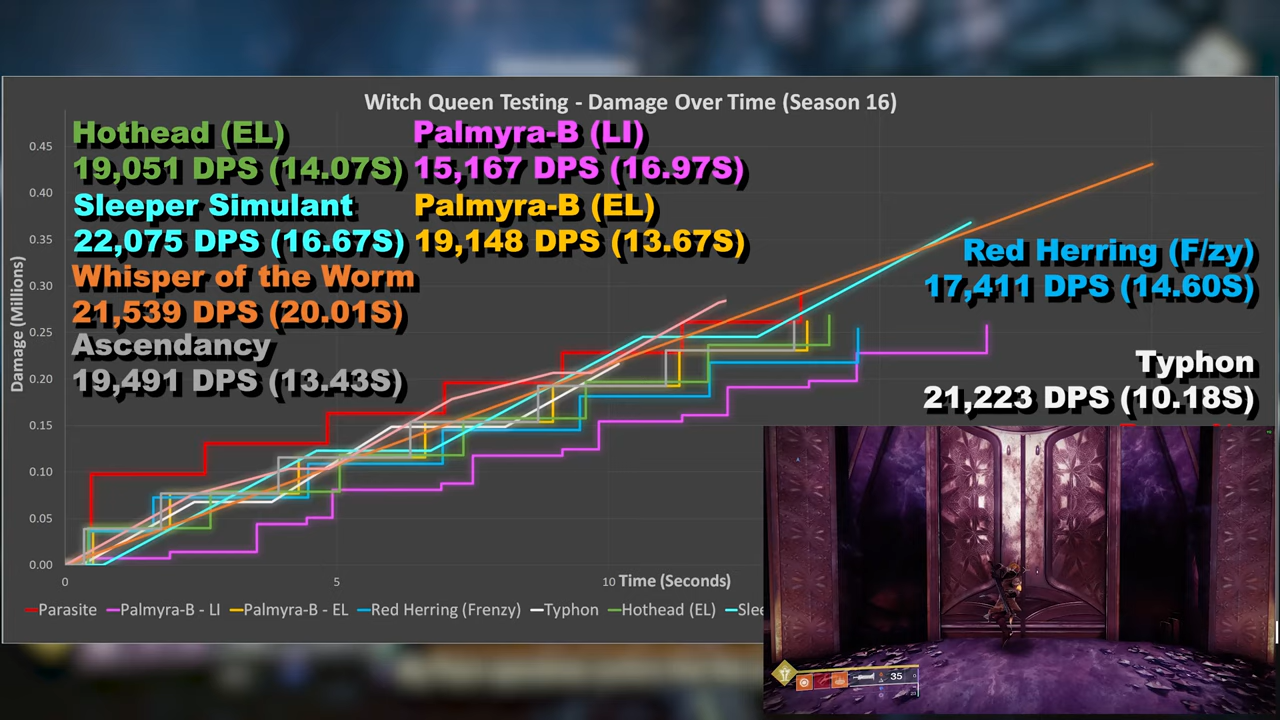 Witch Queen Testing - Damage Over Time (Season 16)
Hothead (EL)
19,051 DPS (14.07S)
Sleeper Simulant
22,075 DPS (16.67S)
Whisper of the Worm
21,539 DPS (20.01S)
Ascendancy
19,491 DPS (13.43S)
Palmyra-B (LI)
15,167 DPS (16.97S)
Palmyra-B (EL)
19,148 DPS (13.67S)
Red Herring (F/zy)
17,411 DPS (14.60S)
Typhon
21,223 DPS (10.18S)
Damage (Millions)
0.45
0.40
0.35
0.30
0.25
0.20
0.15
0.10
0.05
0.00
0
5
10
Time (Seconds)
Parasite
Palmyra-B - LI
Palmyra-B - EL
Red Herring (Frenzy)
Typhon
Hothead (EL)
Slee
35